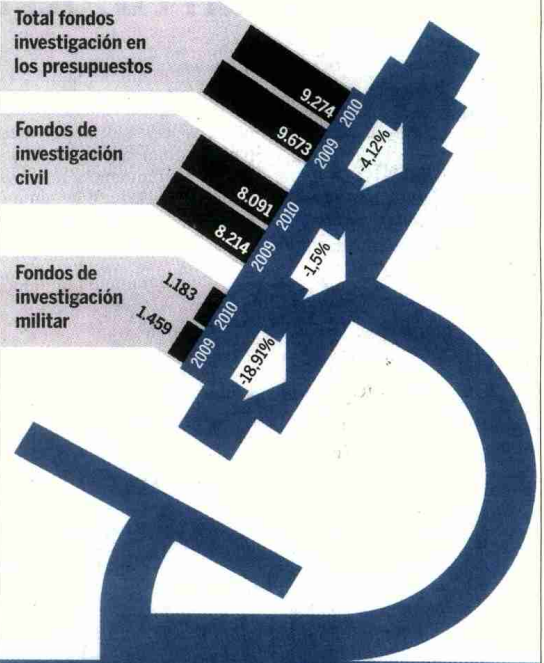 Total fondos
investigación en
los presupuestos
9.274
2010
9.673
2009
-4,12%
Fondos de
investigación
civil
8.091
2010
8.214
2009
-1,5%
Fondos de
investigación
militar
1.183
2010
1.459
2009
-18,91%